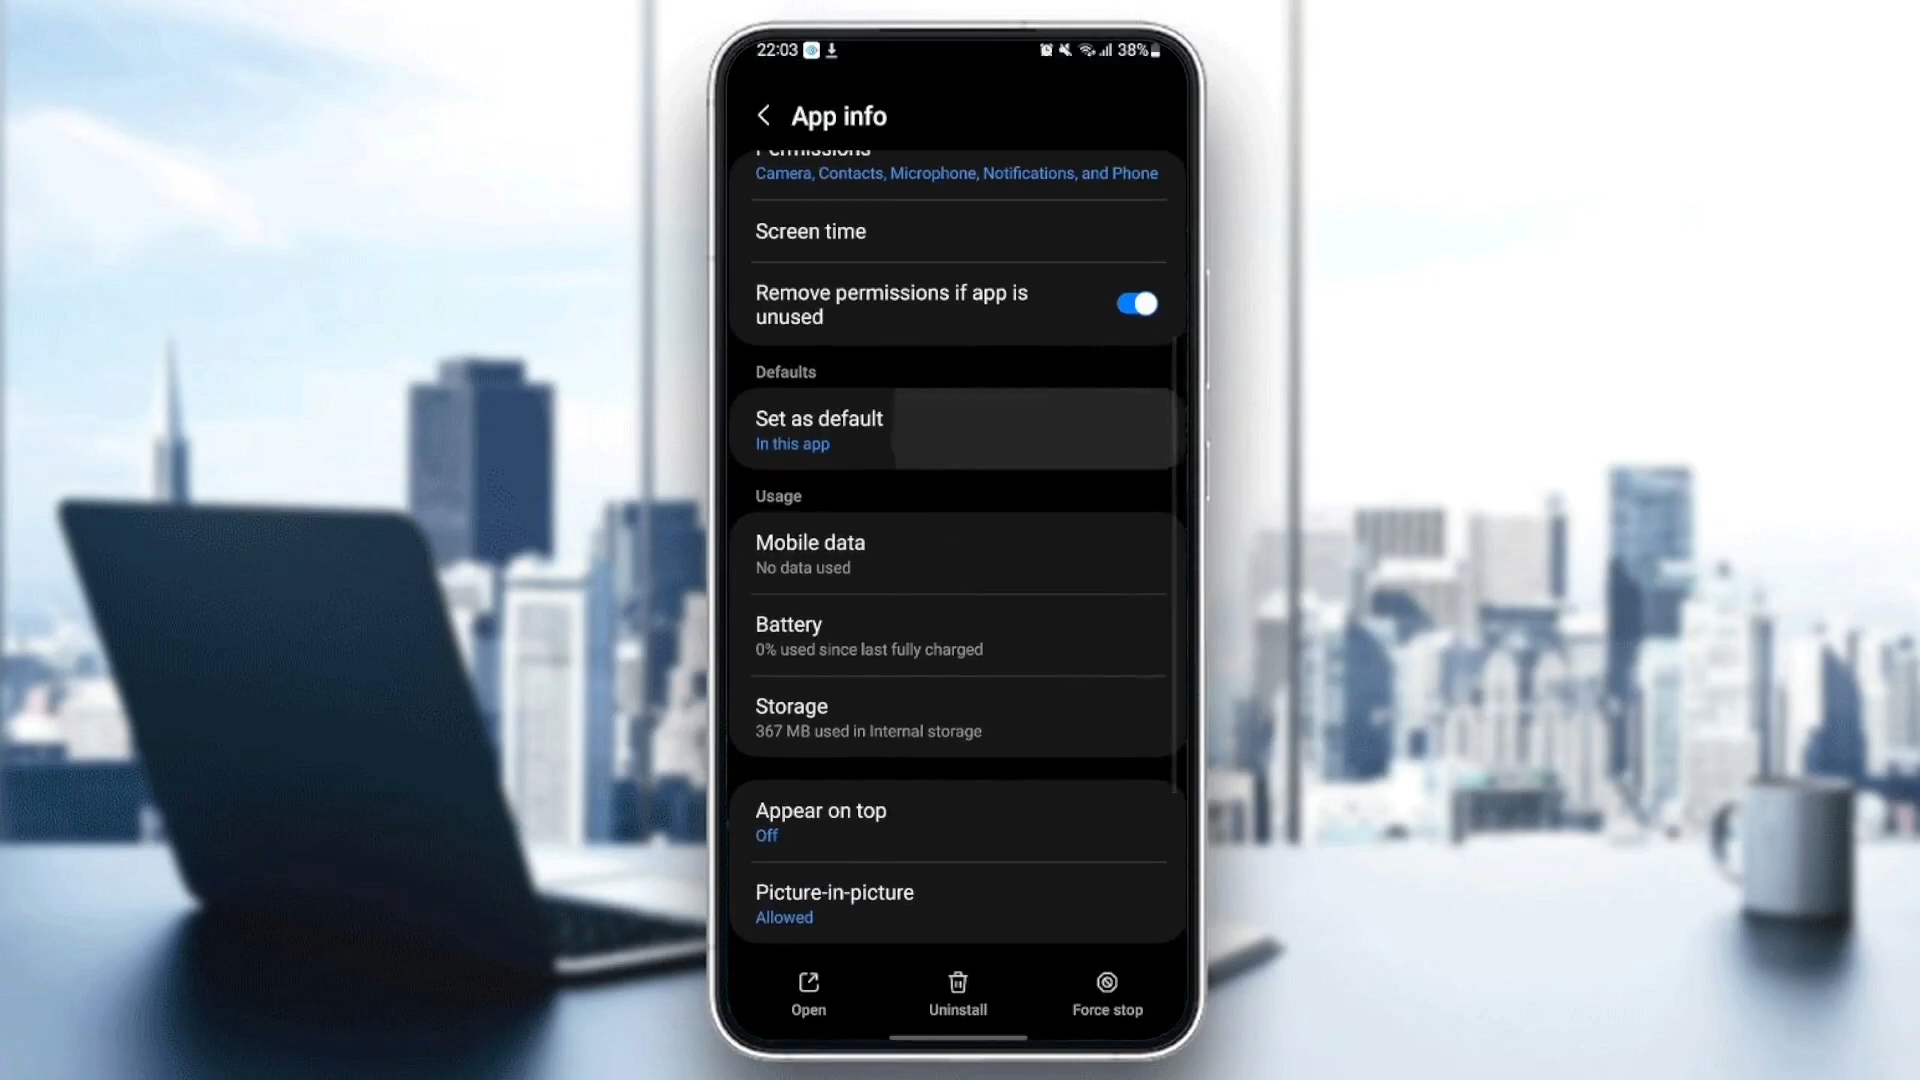 22:03
38%
App info
Permissions
Camera, Contacts, Microphone, Notifications, and Phone
Screen time
Remove permissions if app is
unused
Defaults
Set as default
In this app
Usage
Mobile data
No data used
Battery
0% used since last fully charged
Storage
367 MB used in Internal storage
Appear on top
Off
Picture-in-picture
Allowed
Open
Uninstall
Force stop